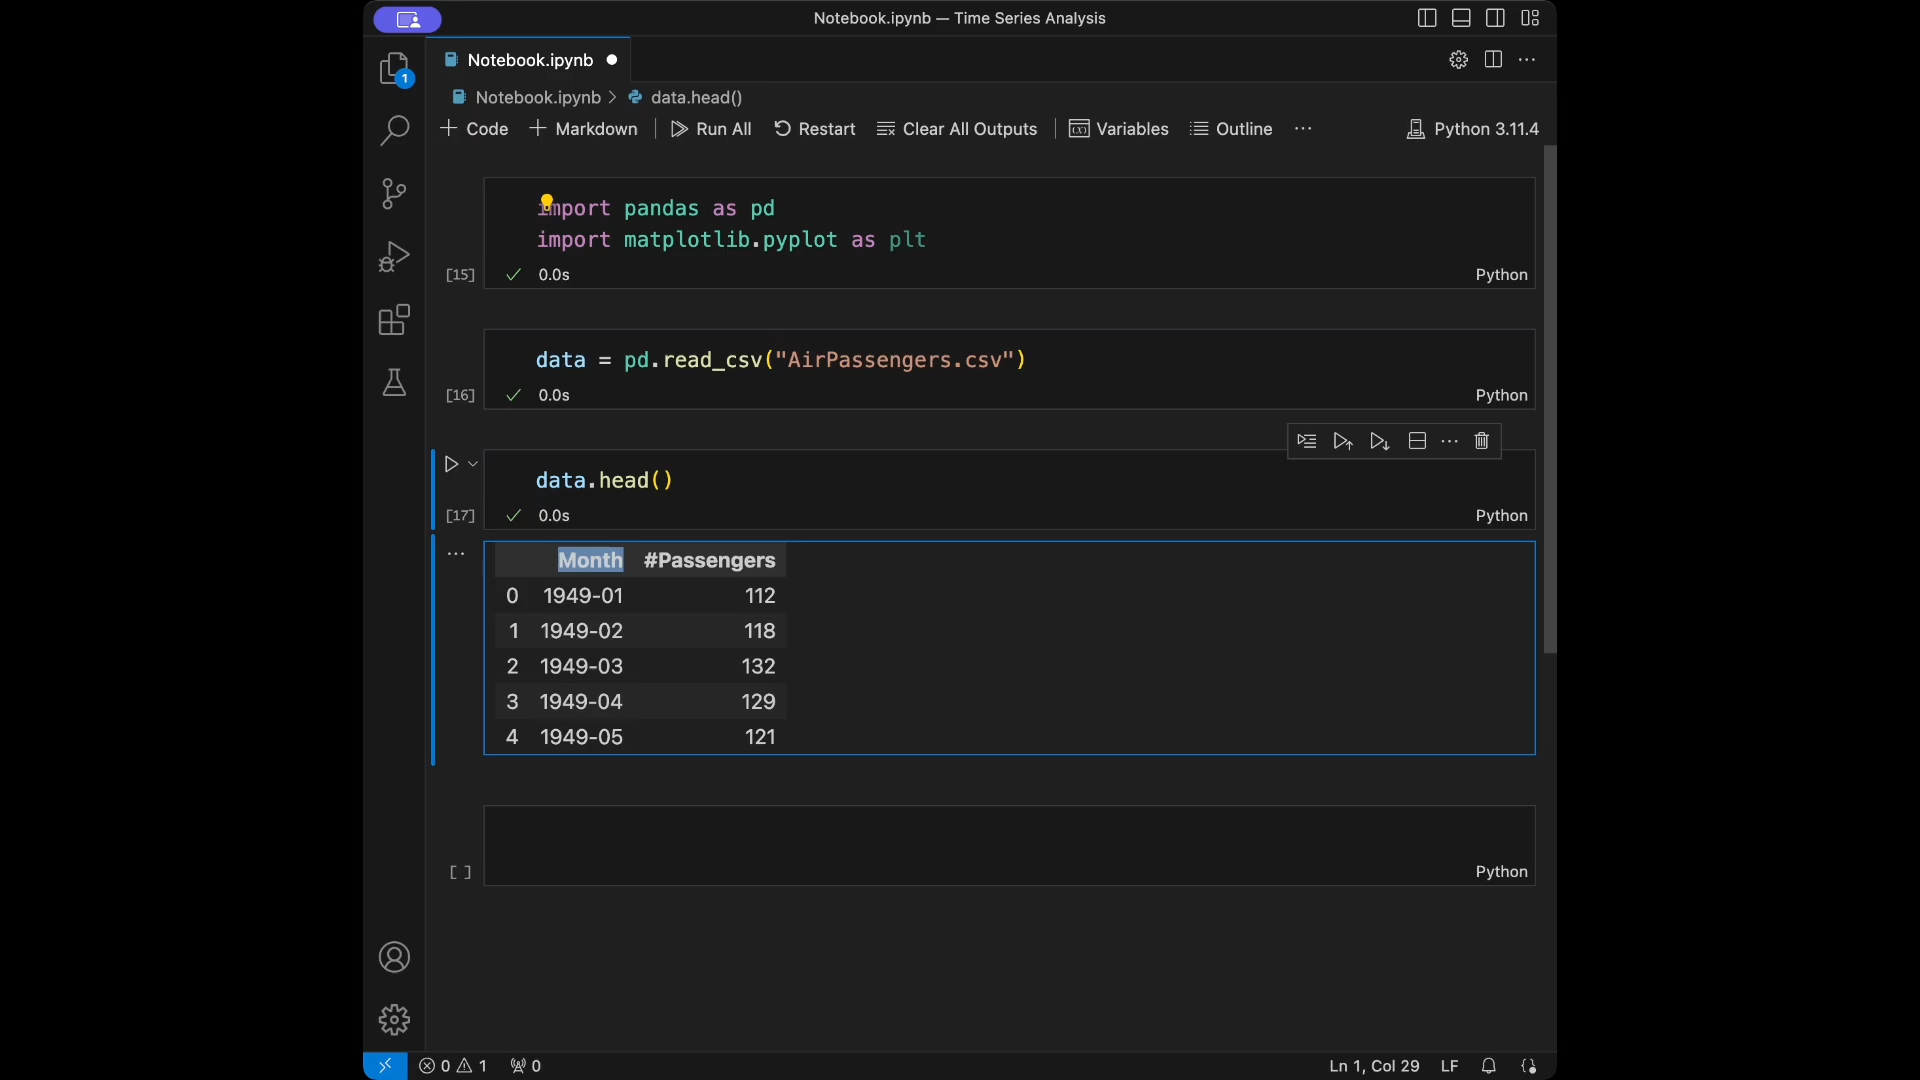 Notebook.ipynb — Time Series Analysis
Notebook.ipynb
1
Notebook.ipynb > data.head()
+ Code + Markdown Run All Restart Clear All Outputs Variables Outline ... Python 3.11.4
import pandas as pd
import matplotlib.pyplot as plt
[15] 0.0s Python
data = pd.read_csv("AirPassengers.csv")
[16] 0.0s Python
data.head()
[17] 0.0s Python
Month #Passengers
0 1949-01 112
1 1949-02 118
2 1949-03 132
3 1949-04 129
4 1949-05 121
[ ] Python
0 1 0 Ln 1, Col 29 LF